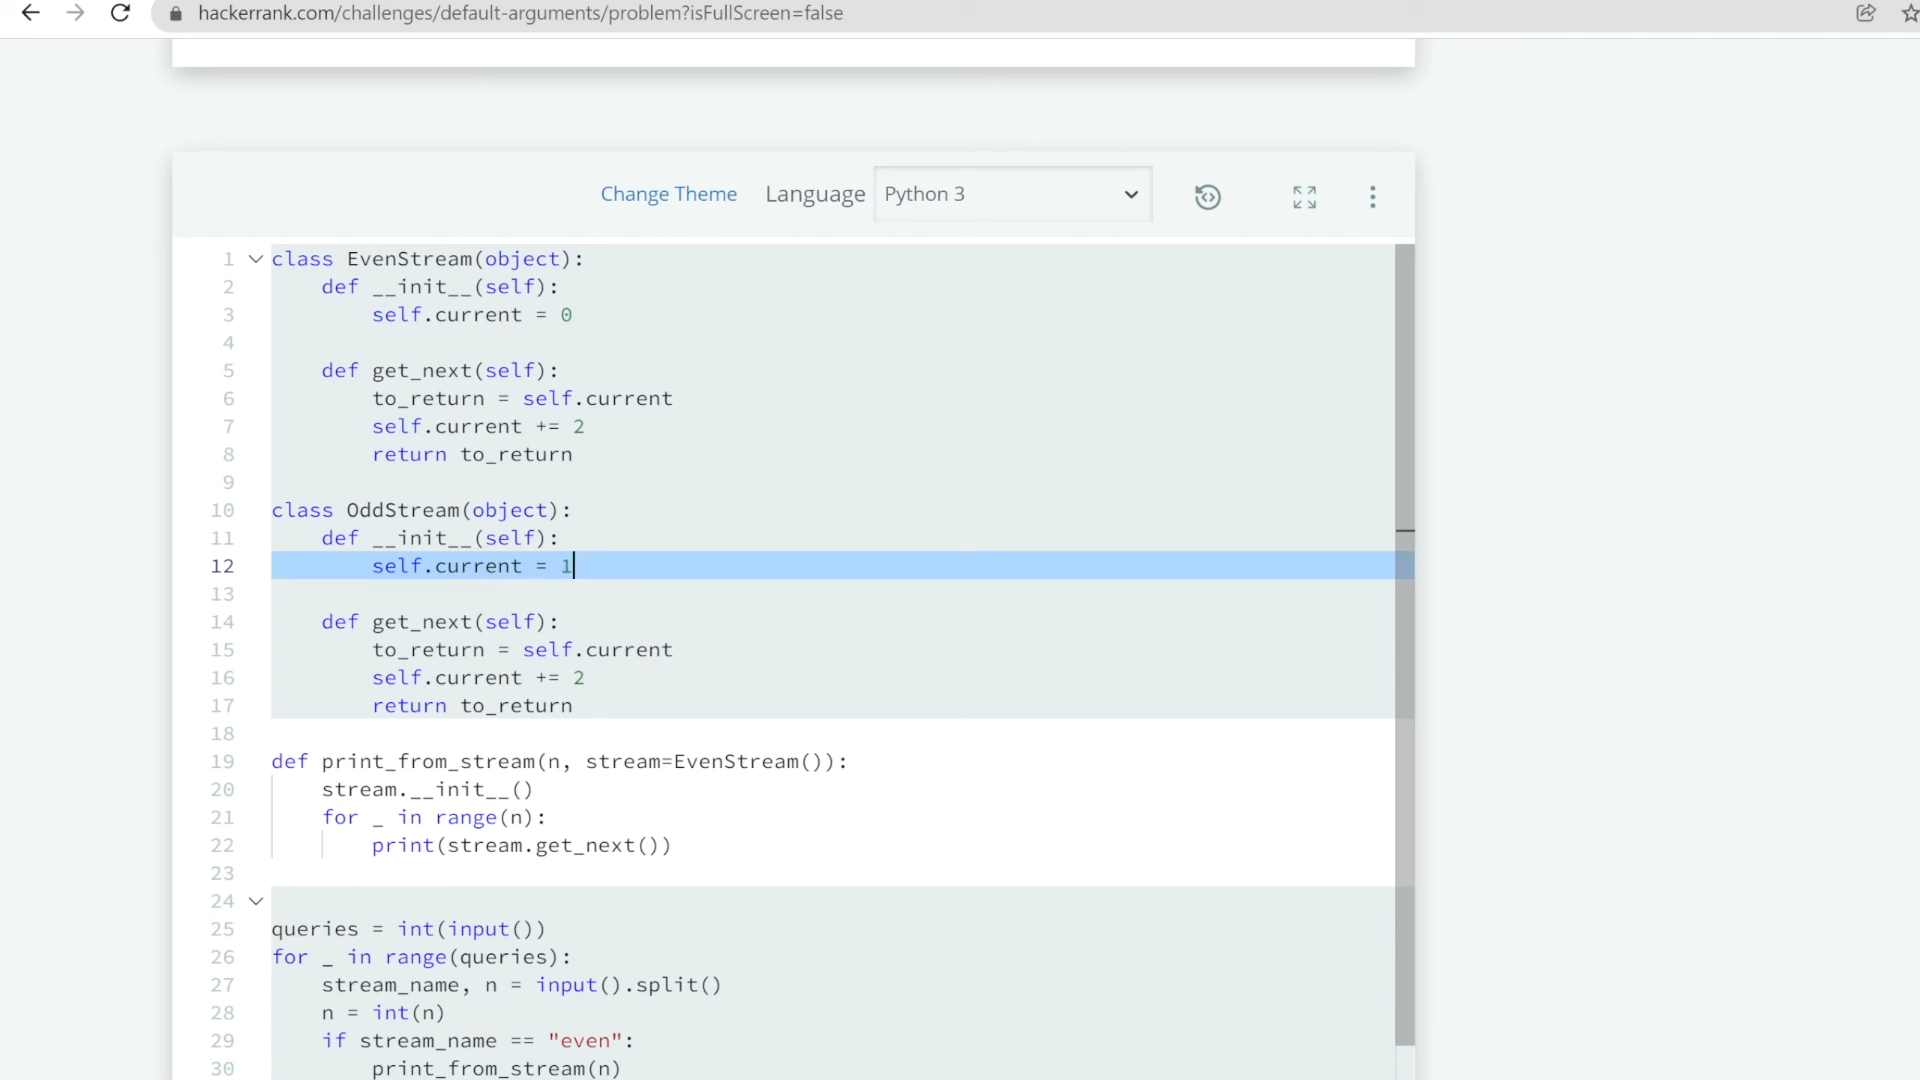 hackerrank.com/challenges/default-arguments/problem?isFullScreen=false
Change Theme Language Python 3
1 class EvenStream(object):
2     def __init__(self):
3         self.current = 0
4
5     def get_next(self):
6         to_return = self.current
7         self.current += 2
8         return to_return
9
10 class OddStream(object):
11     def __init__(self):
12         self.current = 1
13
14     def get_next(self):
15         to_return = self.current
16         self.current += 2
17         return to_return
18
19 def print_from_stream(n, stream=EvenStream()):
20     stream.__init__()
21     for _ in range(n):
22         print(stream.get_next())
23
24
25 queries = int(input())
26 for _ in range(queries):
27     stream_name, n = input().split()
28     n = int(n)
29     if stream_name == "even":
30         print_from_stream(n)